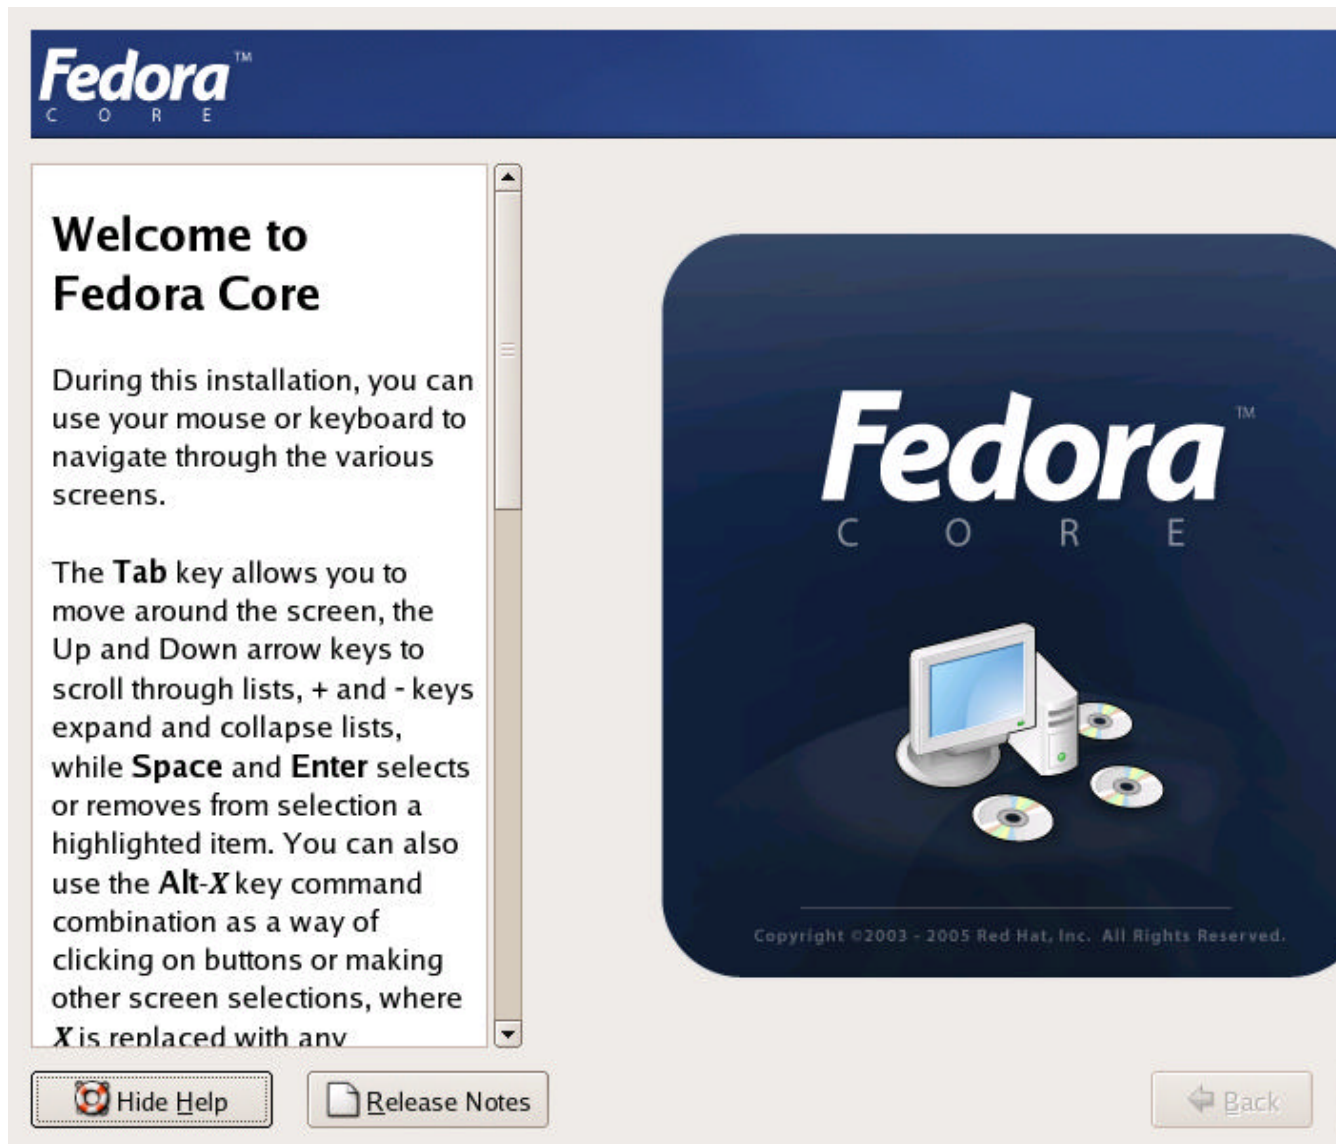 Fedora™
CORE
Welcome to
Fedora Core
During this installation, you can
use your mouse or keyboard to
navigate through the various
screens.
The Tab key allows you to
move around the screen, the
Up and Down arrow keys to
scroll through lists, + and - keys
expand and collapse lists,
while Space and Enter selects
or removes from selection a
highlighted item. You can also
use the Alt-X key command
combination as a way of
clicking on buttons or making
other screen selections, where
X is replaced with any
Fedora™
CORE
Copyright ©2003 - 2005 Red Hat, Inc. All Rights Reserved.
Hide Help
Release Notes
Back